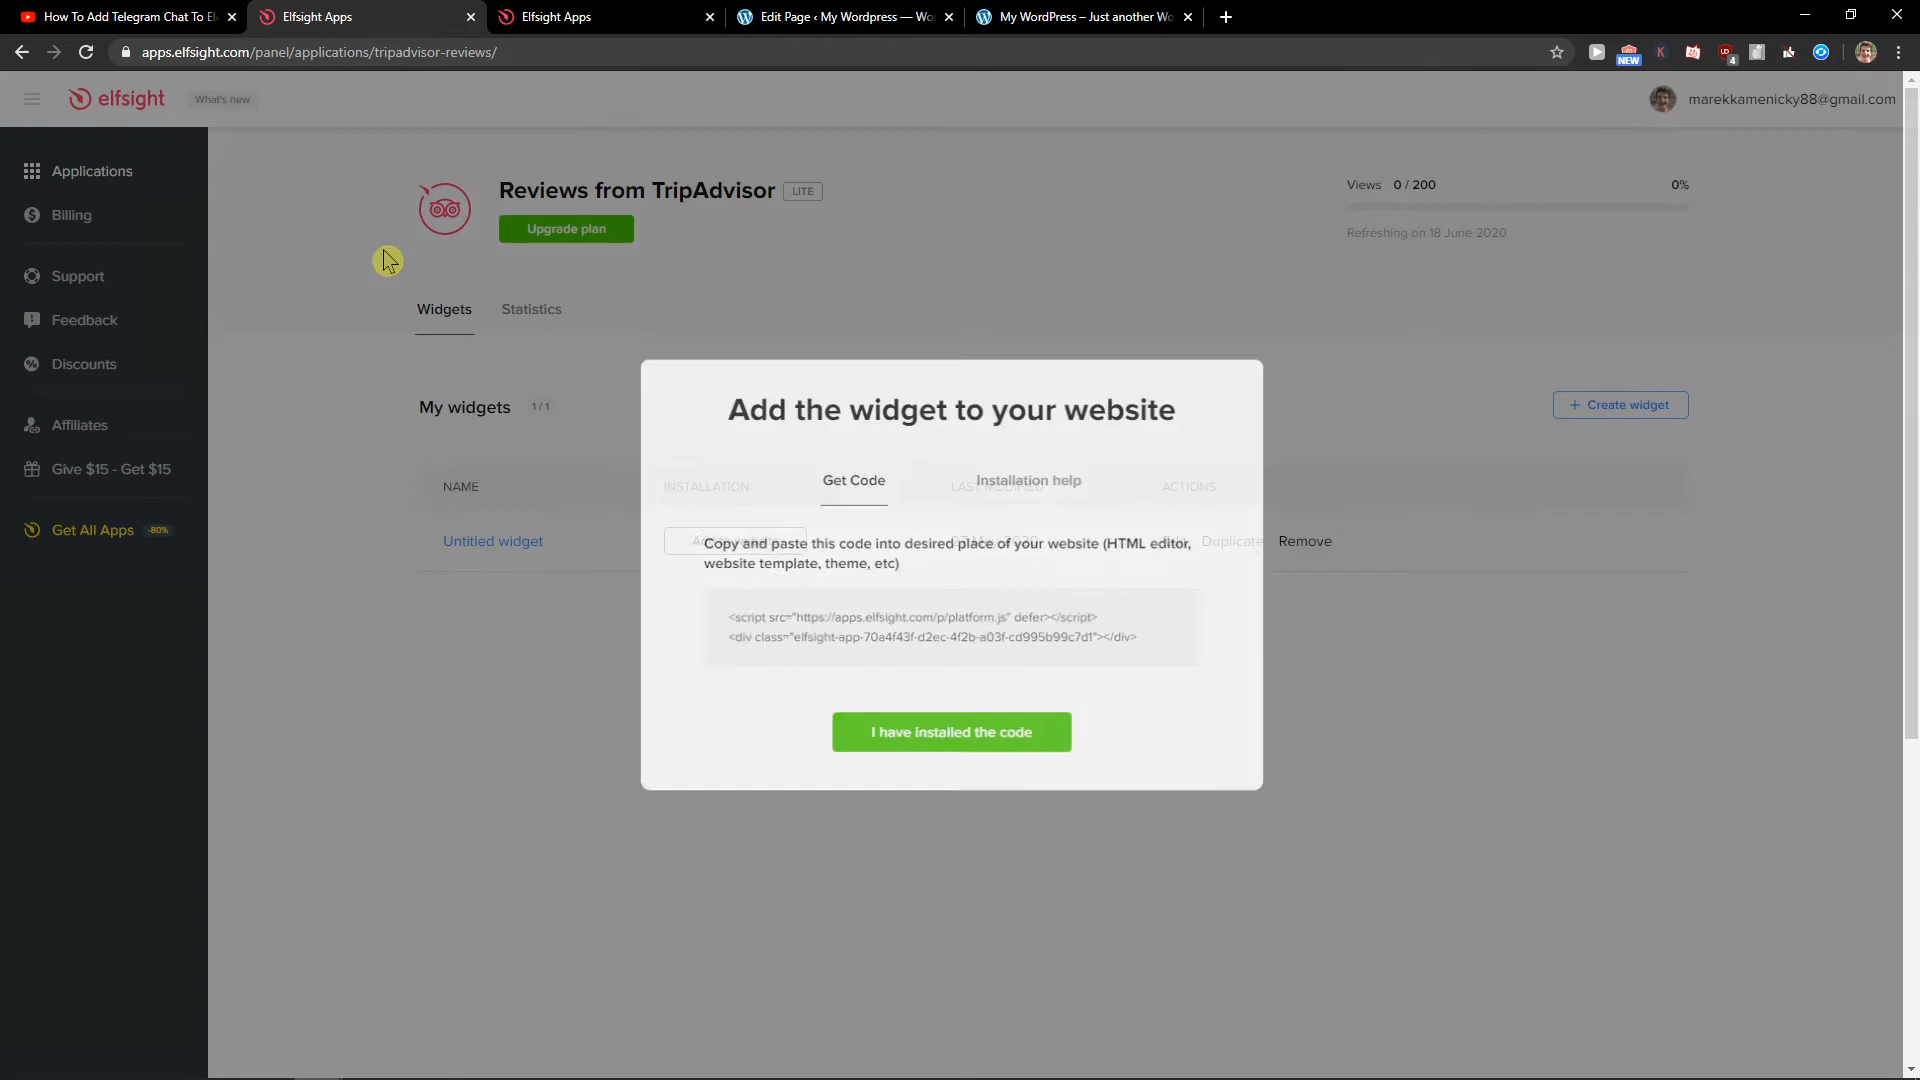 How To Add Telegram Chat To El
Elfsight Apps
Elfsight Apps
Edit Page ‹ My Wordpress — Wo
My WordPress – Just another Wo
apps.elfsight.com/panel/applications/tripadvisor-reviews/
NEW
K
4
elfsight
What's new
marekkamenicky88@gmail.com
Applications
Billing
Support
Feedback
Discounts
Affiliates
Give $15 - Get $15
Get All Apps -80%
Reviews from TripAdvisor LITE
Upgrade plan
Views 0 / 200 0%
Refreshing on 18 June 2020
Widgets Statistics
My widgets 1 / 1
+ Create widget
NAME INSTALLATION LAST MODIFIED ACTIONS
Untitled widget
Duplicate Remove
Add the widget to your website
Get Code Installation help
Copy and paste this code into desired place of your website (HTML editor,
website template, theme, etc)
<script src="https://apps.elfsight.com/p/platform.js" defer></script>
<div class="elfsight-app-70a4f43f-d2ec-4f2b-a03f-cd995b99c7d1"></div>
I have installed the code